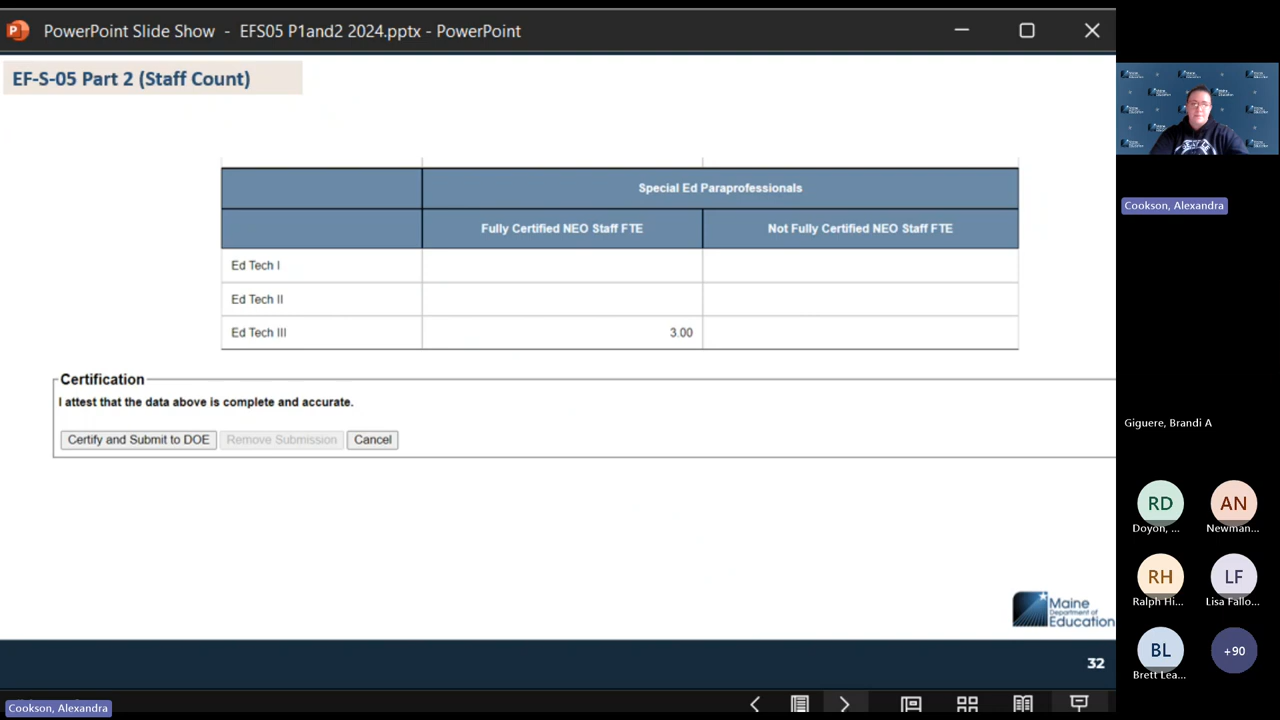 PowerPoint Slide Show - EFS05 P1and2 2024.pptx - PowerPoint
EF-S-05 Part 2 (Staff Count)
Special Ed Paraprofessionals
Fully Certified NEO Staff FTE
Not Fully Certified NEO Staff FTE
Ed Tech I
Ed Tech II
Ed Tech III
3.00
Certification
I attest that the data above is complete and accurate.
Certify and Submit to DOE
Remove Submission
Cancel
Maine
Department of
Education
32
Cookson, Alexandra
Cookson, Alexandra
Giguere, Brandi A
RD
AN
Doyon, ...
Newman...
RH
LF
Ralph Hi...
Lisa Fallo...
BL
+90
Brett Lea...